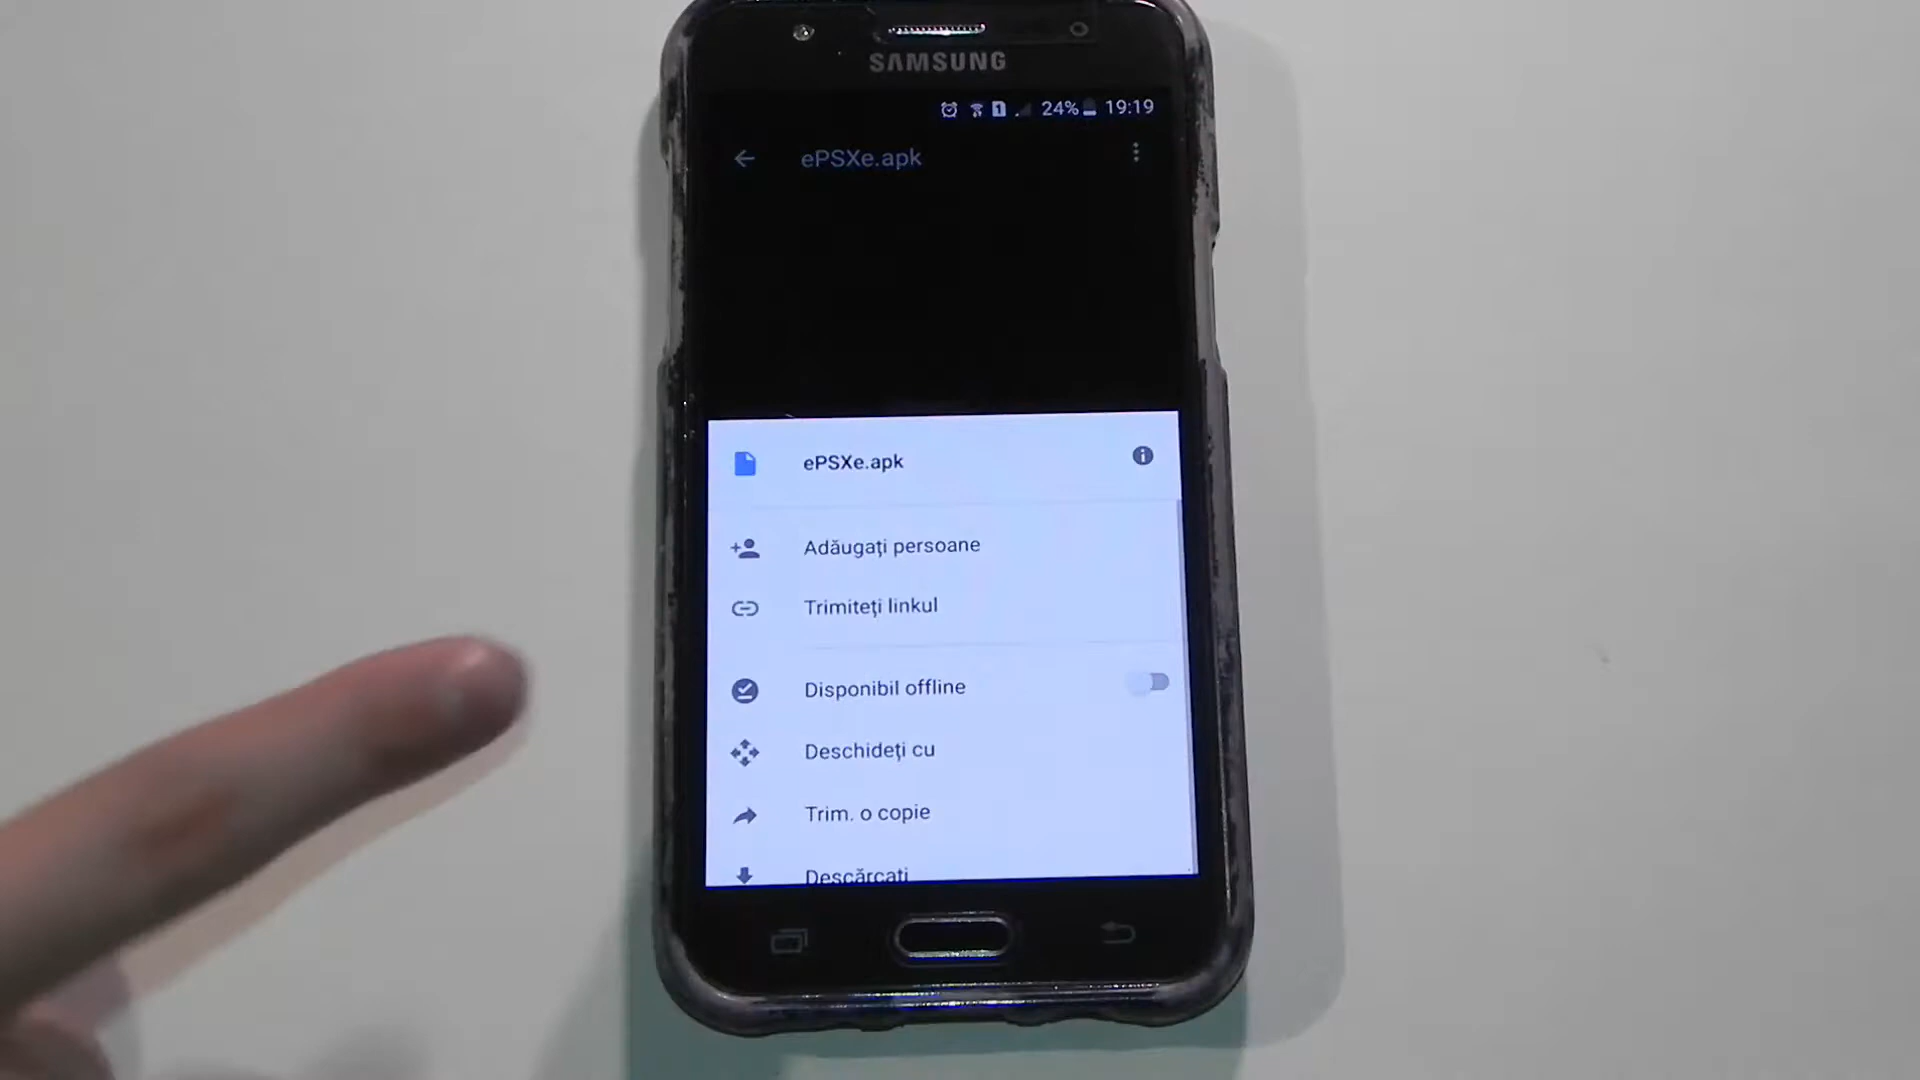 SAMSUNG
1 24% 19:19
ePSXe.apk
ePSXe.apk
Adăugați persoane
Trimiteți linkul
Disponibil offline
Deschideți cu
Trim. o copie
Descărcați